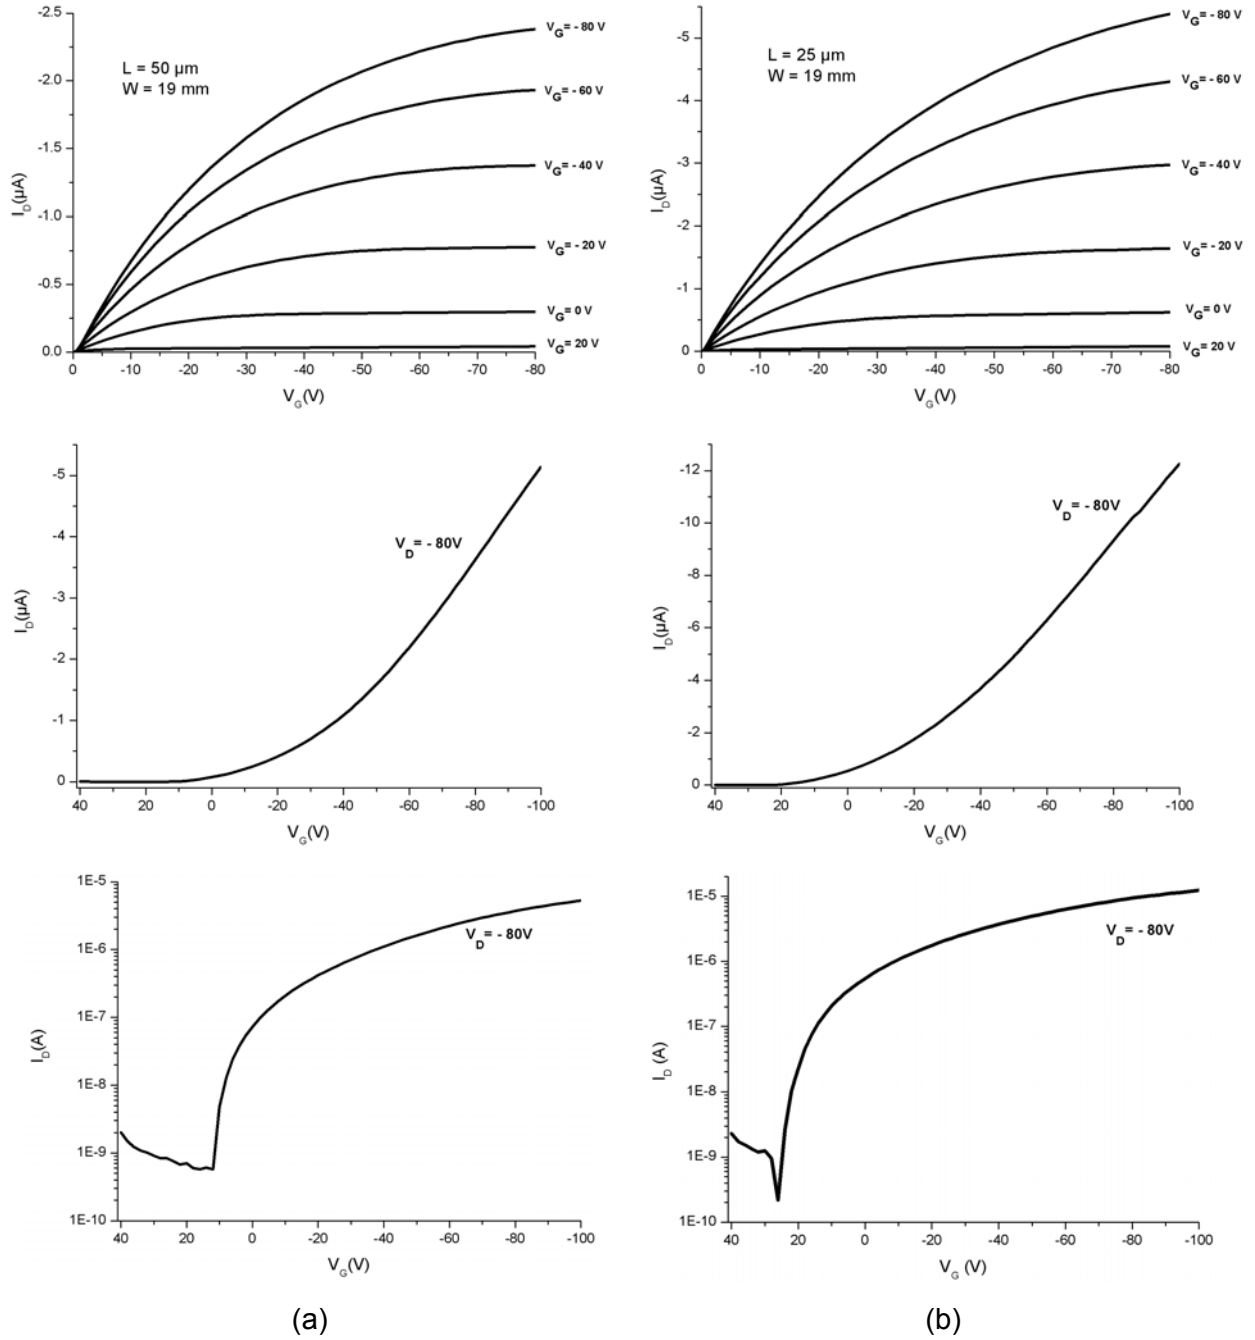 -2.5
-2.0
-1.5
-1.0
-0.5
0.0
I_D(µA)
L = 50 µm
W = 19 mm
V_G= - 80 V
V_G= - 60 V
V_G= - 40 V
V_G= - 20 V
V_G= 0 V
V_G= 20 V
0 -10 -20 -30 -40 -50 -60 -70 -80
V_G(V)
-5
-4
-3
-2
-1
0
I_D(µA)
L = 25 µm
W = 19 mm
V_G= - 80 V
V_G= - 60 V
V_G= - 40 V
V_G= - 20 V
V_G= 0 V
V_G= 20 V
0 -10 -20 -30 -40 -50 -60 -70 -80
V_G(V)
-5
-4
-3
-2
-1
0
I_D(µA)
V_D= - 80V
40 20 0 -20 -40 -60 -80 -100
V_G(V)
-12
-10
-8
-6
-4
-2
0
I_D(µA)
V_D= - 80V
40 20 0 -20 -40 -60 -80 -100
V_G(V)
1E-5
1E-6
1E-7
1E-8
1E-9
1E-10
I_D(A)
V_D= - 80V
40 20 0 -20 -40 -60 -80 -100
V_G(V)
1E-5
1E-6
1E-7
1E-8
1E-9
1E-10
I_D (A)
V_D= - 80V
40 20 0 -20 -40 -60 -80 -100
V_G (V)
(a)
(b)